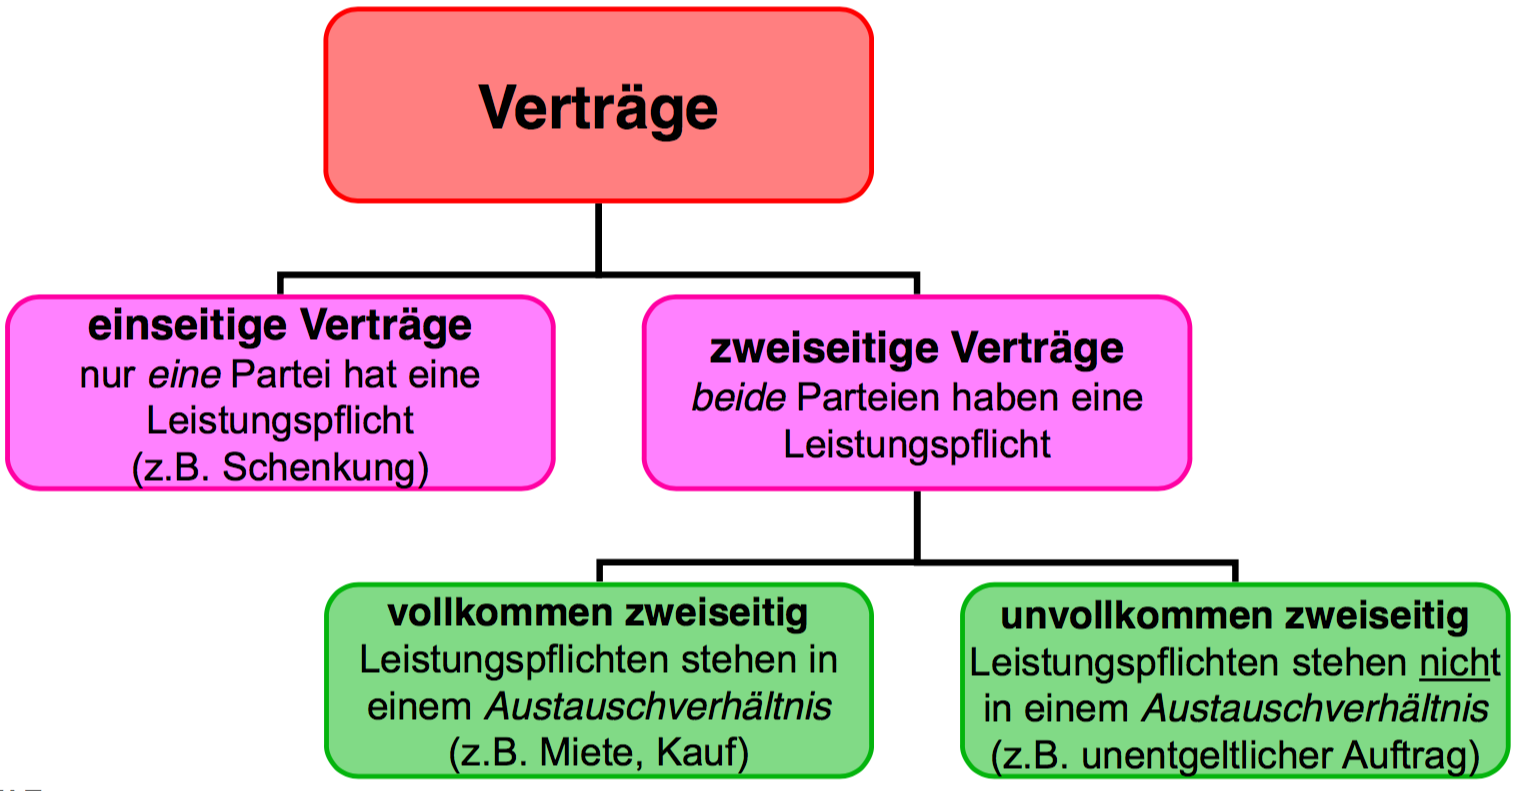 Verträge
einseitige Verträge
nur eine Partei hat eine
Leistungspflicht
(z.B. Schenkung)
zweiseitige Verträge
beide Parteien haben eine
Leistungspflicht
vollkommen zweiseitig
Leistungspflichten stehen in
einem Austauschverhältnis
(z.B. Miete, Kauf)
unvollkommen zweiseitig
Leistungspflichten stehen nicht
in einem Austauschverhältnis
(z.B. unentgeltlicher Auftrag)